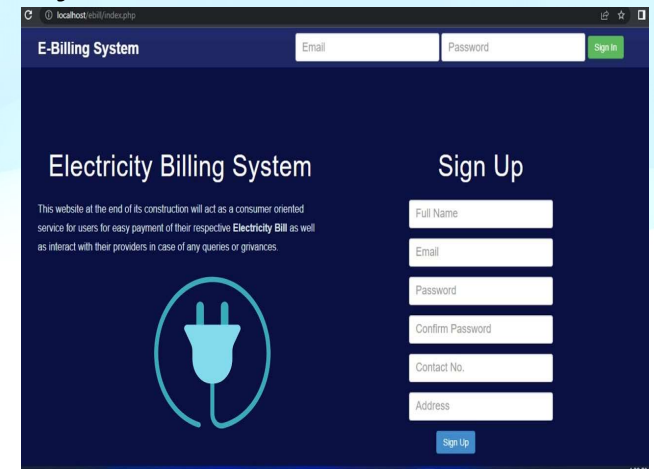 localhost/ebill/index.php
E-Billing System
Email
Password
Sign In
Electricity Billing System
This website at the end of its construction will act as a consumer oriented
service for users for easy payment of their respective Electricity Bill as well
as interact with their providers in case of any queries or grivances.
Sign Up
Full Name
Email
Password
Confirm Password
Contact No.
Address
Sign Up